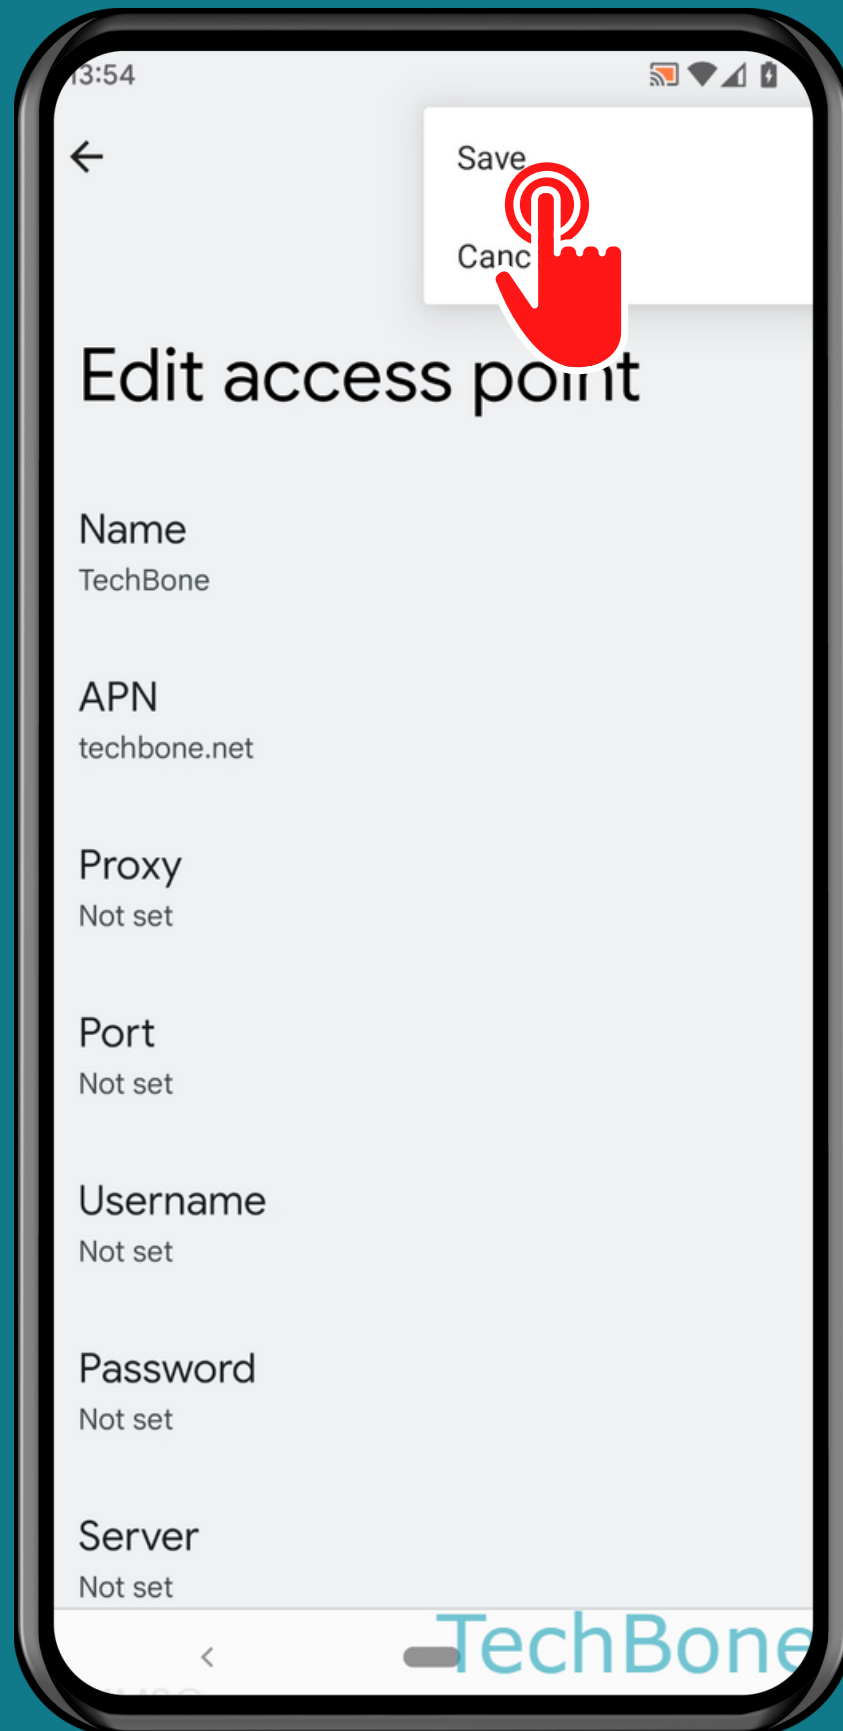 13:54
Save
Canc
Edit access point
Name
TechBone
APN
techbone.net
Proxy
Not set
Port
Not set
Username
Not set
Password
Not set
Server
Not set
TechBone